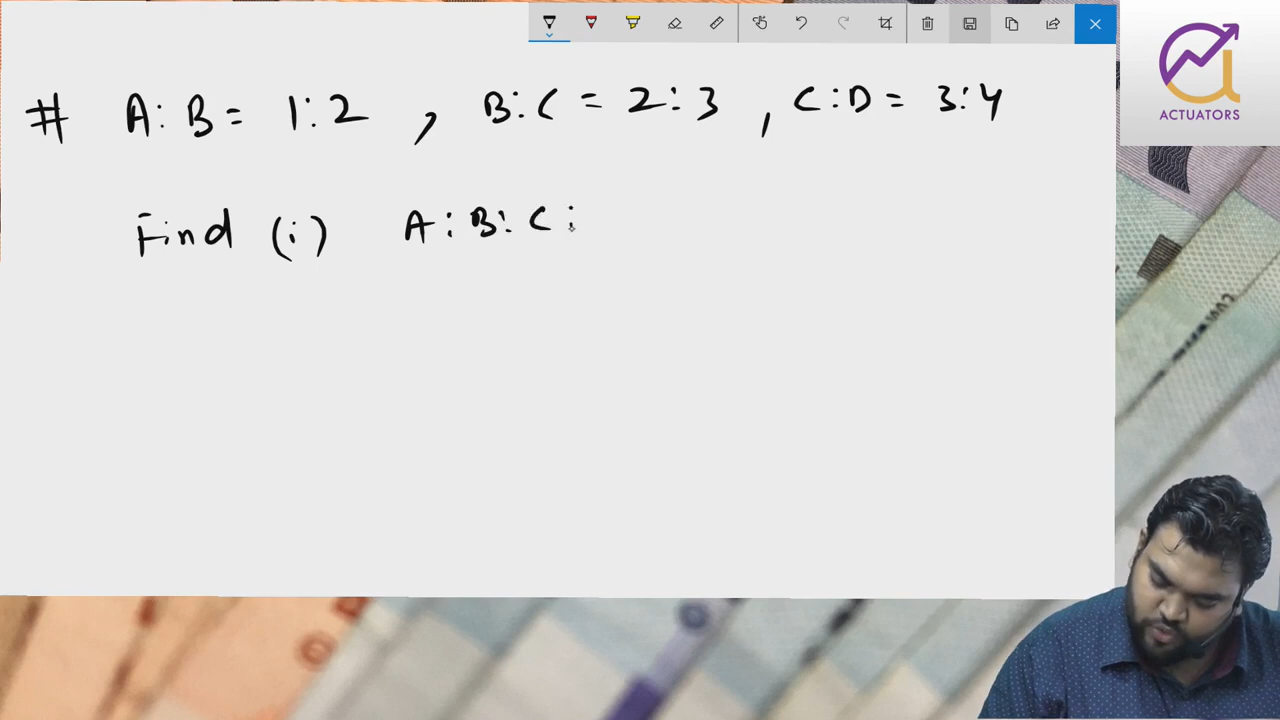 # A:B= 1:2 , B:C = 2:3 , C:D= 3:4
ACTUATORS
Find (i) A:B:C: